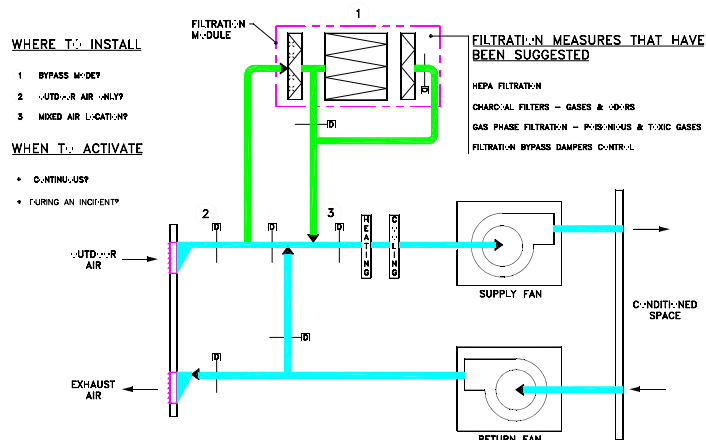 1
FILTRATION
MODULE
WHERE TO INSTALL
1 BYPASS MODE?
2 OUTDOOR AIR ONLY?
3 MIXED AIR LOCATION?
WHEN TO ACTIVATE
* CONTINUOUS?
* DURING AN INCIDENT?
FILTRATION MEASURES THAT HAVE
BEEN SUGGESTED
HEPA FILTRATION
CHARCOAL FILTERS - GASES & ODORS
GAS PHASE FILTRATION - POISONIOUS & TOXIC GASES
FILTRATION BYPASS DAMPERS CONTROL
D
D
2
3
D
D
D
HEATING
COOLING
OUTDOOR
AIR
SUPPLY FAN
CONDITIONED
SPACE
D
D
EXHAUST
AIR
RETURN FAN